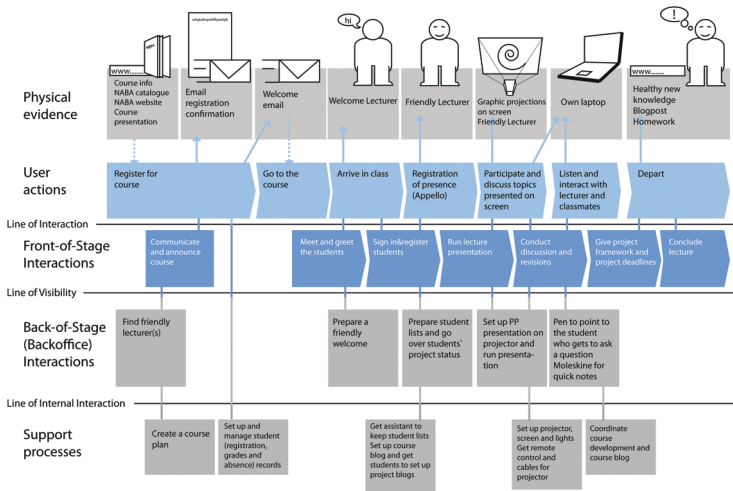 hi
!
www.......
Course info
NABA catalogue
NABA website
Course
presentation
Email
registration
confirmation
Welcome
email
Welcome Lecturer
Friendly Lecturer
Graphic projections
on screen
Friendly Lecturer
Own laptop
www.......
Healthy new
knowledge
Blogpost
Homework
Physical
evidence
User
actions
Register for
course
Go to the
course
Arrive in class
Registration
of presence
(Appello)
Participate and
discuss topics
presented on
screen
Listen and
interact with
lecturer and
classmates
Depart
Line of Interaction
Front-of-Stage
Interactions
Communicate
and announce
course
Meet and greet
the students
Sign in&register
students
Run lecture
presentation
Conduct
discussion and
revisions
Give project
framework and
project deadlines
Conclude
lecture
Line of Visibility
Back-of-Stage
(Backoffice)
Interactions
Find friendly
lecturer(s)
Prepare a
friendly
welcome
Prepare student
lists and go
over students`
project status
Set up PP
presentation on
projector and
run presenta-
tion
Pen to point to
the student
who gets to ask
a question
Moleskine for
quick notes
Line of Internal Interaction
Support
processes
Create a course
plan
Set up and
manage student
(registration,
grades and
absence) records
Get assistant to
keep student lists
Set up course
blog and get
students to set up
project blogs
Set up projector,
screen and lights
Get remote
control and
cables for
projector
Coordinate
course
development and
course blog